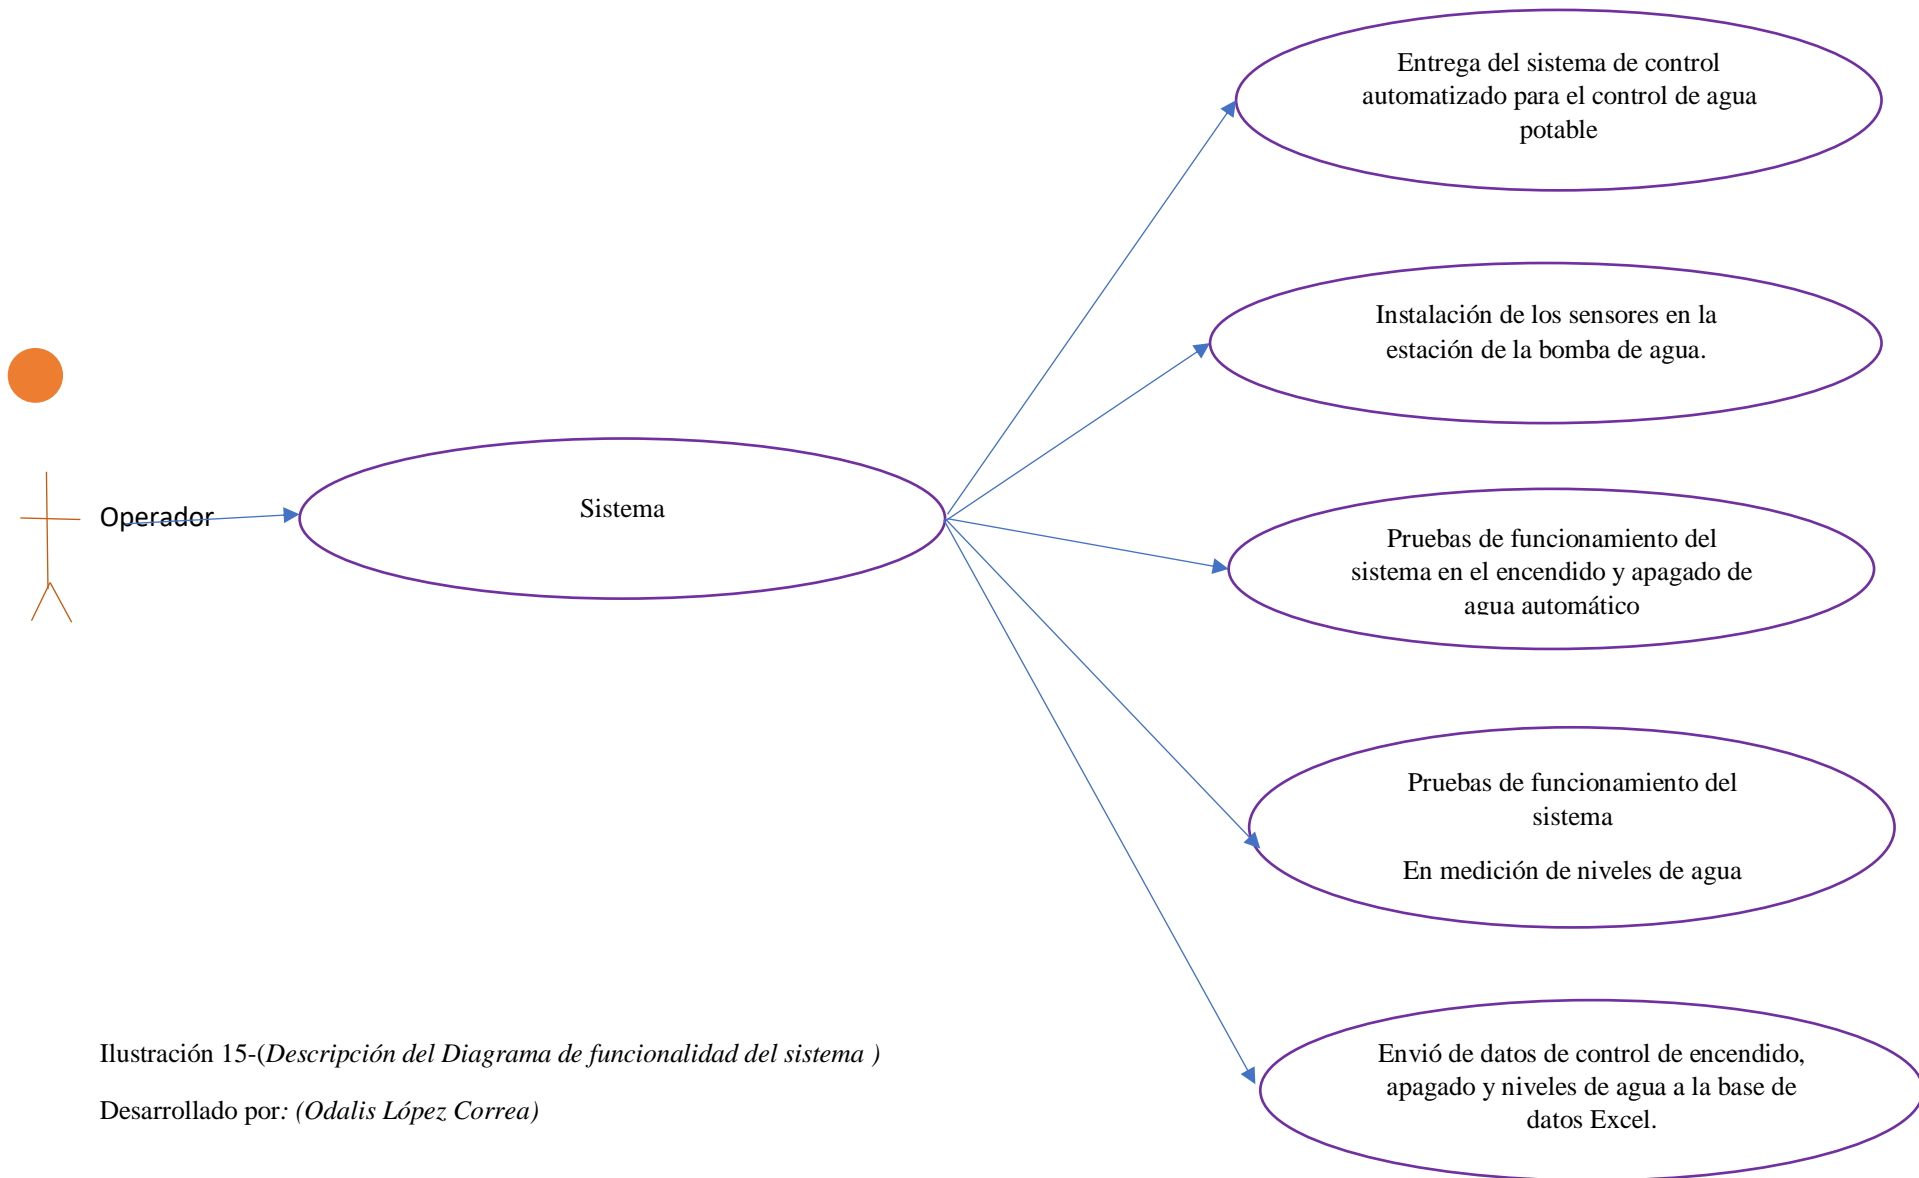 Entrega del sistema de control
automatizado para el control de agua
potable
Instalación de los sensores en la
estación de la bomba de agua.
Operador
Sistema
Pruebas de funcionamiento del
sistema en el encendido y apagado de
agua automático
Pruebas de funcionamiento del
sistema
En medición de niveles de agua
Envió de datos de control de encendido,
apagado y niveles de agua a la base de
datos Excel.
Ilustración 15-(Descripción del Diagrama de funcionalidad del sistema )
Desarrollado por: (Odalis López Correa)